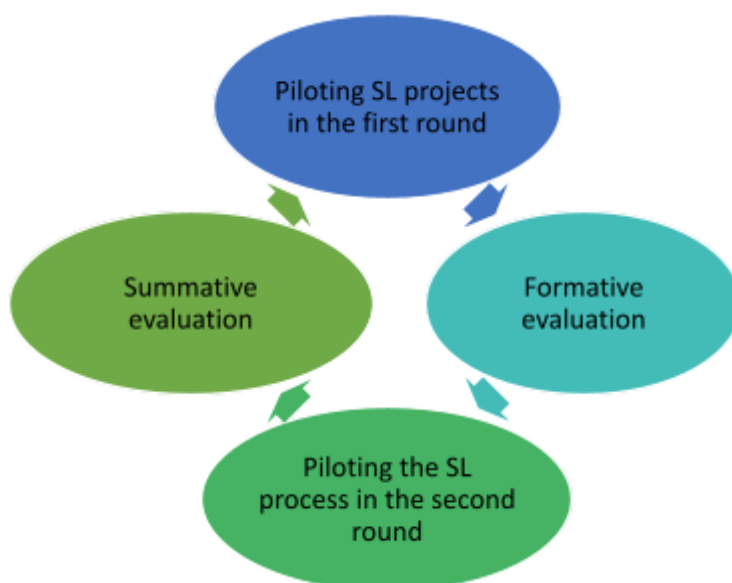 Piloting SL projects
in the first round
Summative
evaluation
Formative
evaluation
Piloting the SL
process in the second
round